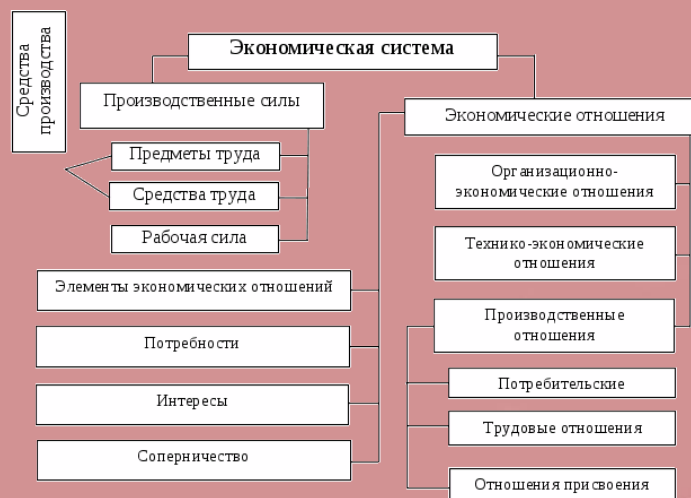 Средства
производства
Экономическая система
Производственные силы
Экономические отношения
Предметы труда
Средства труда
Рабочая сила
Организационно-
экономические отношения
Технико-экономические
отношения
Элементы экономических отношений
Производственные
отношения
Потребности
Потребительские
Интересы
Трудовые отношения
Соперничество
Отношения присвоения